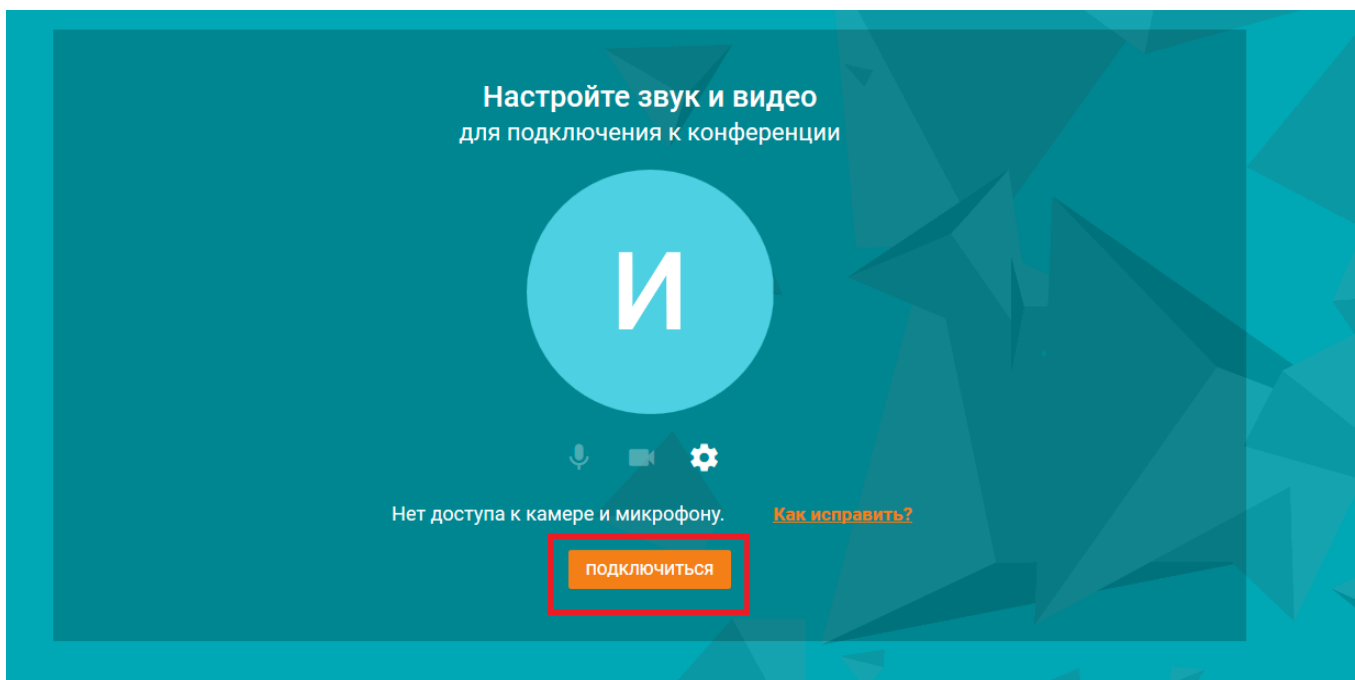 Настройте звук и видео
для подключения к конференции
И
Нет доступа к камере и микрофону. Как исправить?
ПОДКЛЮЧИТЬСЯ